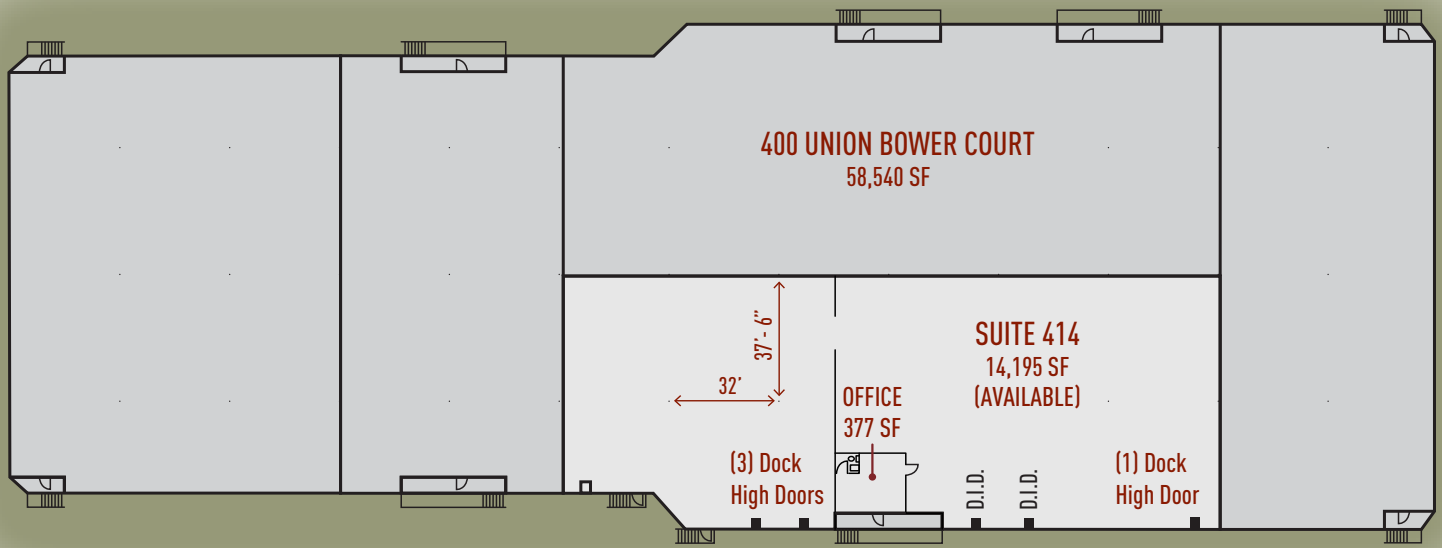 400 UNION BOWER COURT
58,540 SF
37'- 6"
32'
SUITE 414
14,195 SF
(AVAILABLE)
OFFICE
377 SF
(3) Dock
High Doors
D.I.D.
D.I.D.
(1) Dock
High Door